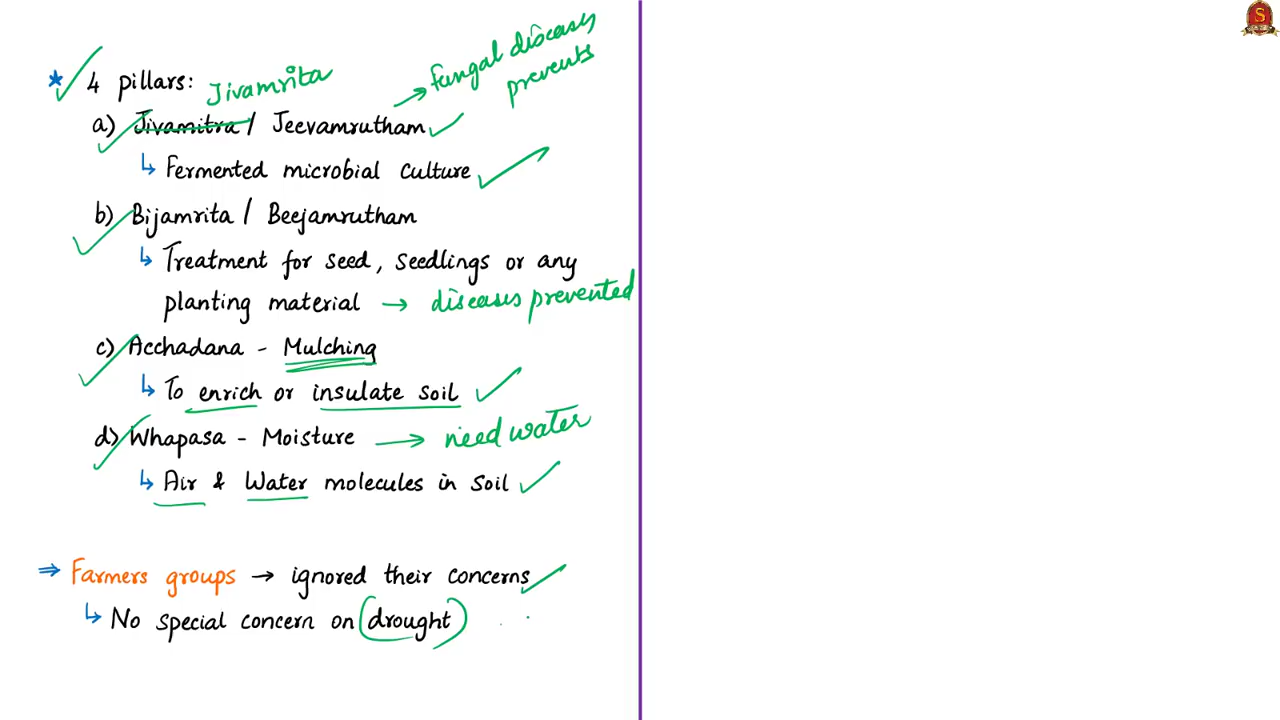 ★ 4 pillars: Jivamrita → fungal diseases prevents
a) Jivamitra / Jeevamrutham
↳ Fermented microbial culture
b) Bijamrita / Beejamrutham
↳ Treatment for seed, seedlings or any
planting material → diseases prevented
c) Acchadana - Mulching
↳ To enrich or insulate soil
d) Whapasa - Moisture → need water
↳ Air & Water molecules in soil
⇒ Farmers groups → ignored their concerns
↳ No special concern on (drought)
S